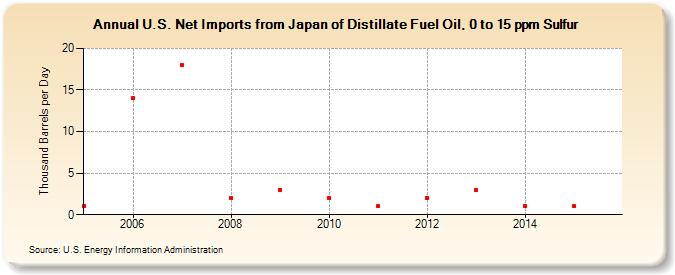 Annual U.S. Net Imports from Japan of Distillate Fuel Oil, 0 to 15 ppm Sulfur
Thousand Barrels per Day
20
15
10
5
0
2006 2008 2010 2012 2014
Source: U.S. Energy Information Administration